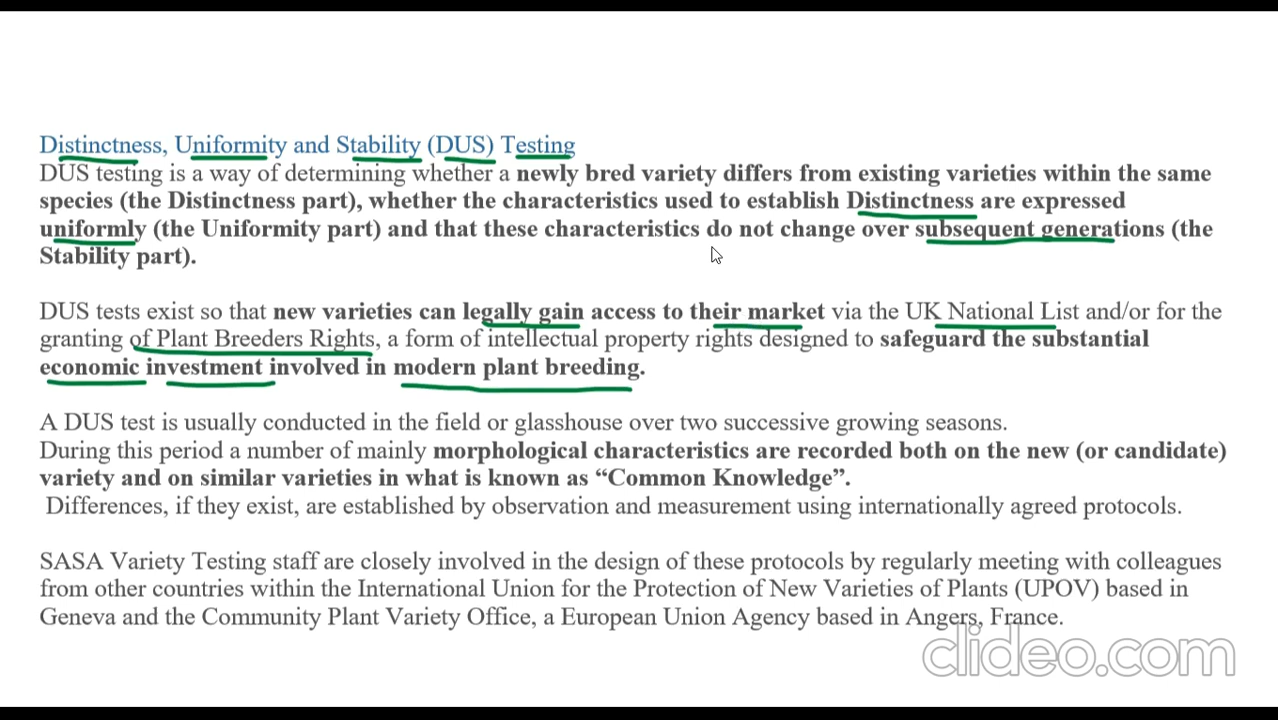 Distinctness, Uniformity and Stability (DUS) Testing
DUS testing is a way of determining whether a newly bred variety differs from existing varieties within the same
species (the Distinctness part), whether the characteristics used to establish Distinctness are expressed
uniformly (the Uniformity part) and that these characteristics do not change over subsequent generations (the
Stability part).
DUS tests exist so that new varieties can legally gain access to their market via the UK National List and/or for the
granting of Plant Breeders Rights, a form of intellectual property rights designed to safeguard the substantial
economic investment involved in modern plant breeding.
A DUS test is usually conducted in the field or glasshouse over two successive growing seasons.
During this period a number of mainly morphological characteristics are recorded both on the new (or candidate)
variety and on similar varieties in what is known as “Common Knowledge”.
Differences, if they exist, are established by observation and measurement using internationally agreed protocols.
SASA Variety Testing staff are closely involved in the design of these protocols by regularly meeting with colleagues
from other countries within the International Union for the Protection of New Varieties of Plants (UPOV) based in
Geneva and the Community Plant Variety Office, a European Union Agency based in Angers, France.
clideo.com